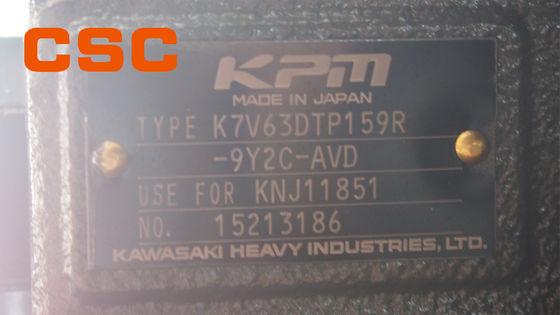 CSC
KPM
MADE IN JAPAN
TYPE K7V63DTP159R
-9Y2C-AVD
USE FOR KNJ11851
NO. 15213186
KAWASAKI HEAVY INDUSTRIES, LTD.